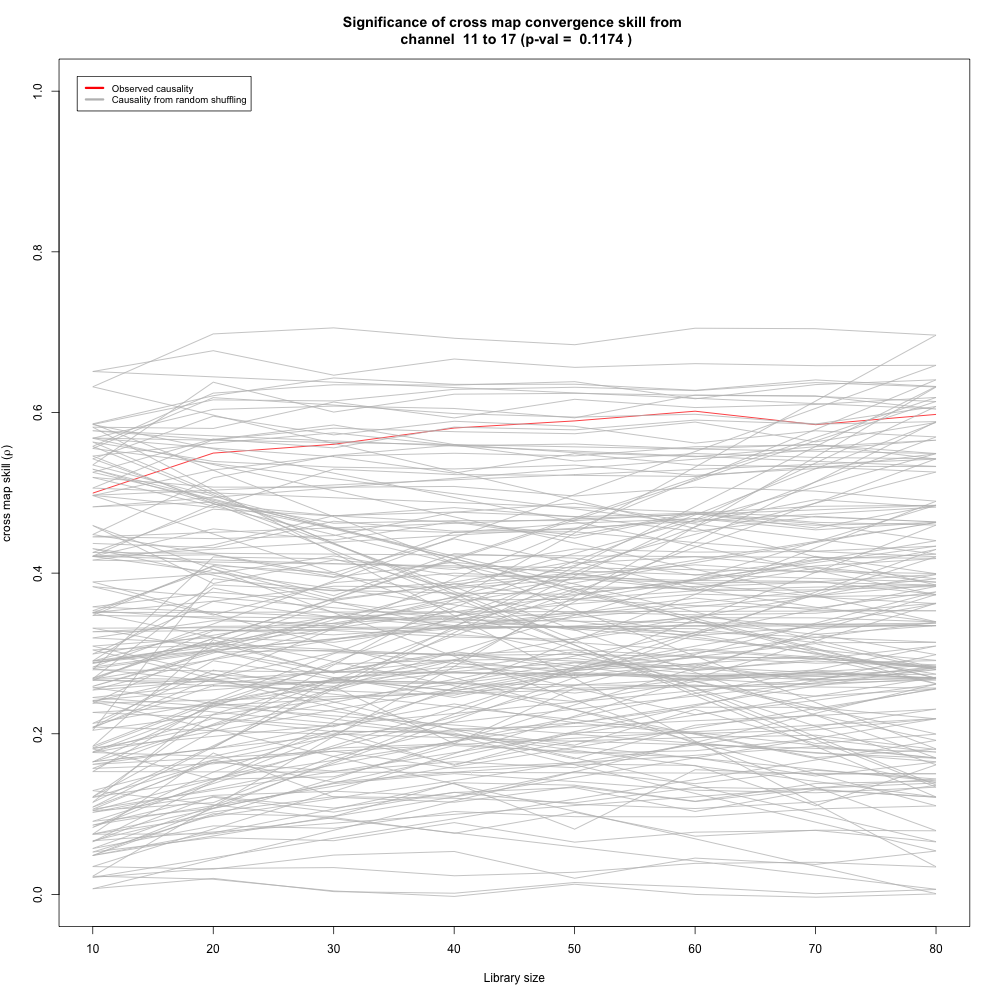 Significance of cross map convergence skill from
channel  11 to 17 (p-val =  0.1174 )
Observed causality
Causality from random shuffling
cross map skill (ρ)
1.0
0.8
0.6
0.4
0.2
0.0
10 20 30 40 50 60 70 80
Library size